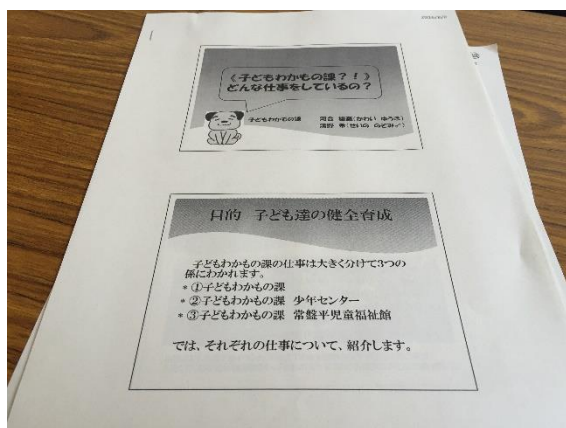 (子どもわかもの課?!)
どんな仕事をしているの?
子どもわかもの課
目的 子ども達の健全育成
子どもわかもの課の仕事は大きく分けて3つの
係にわかれます。
*①子どもわかもの課
*②子どもわかもの課 少年センター
*③子どもわかもの課 常盤平児童福祉館
では、それぞれの仕事について、紹介します。